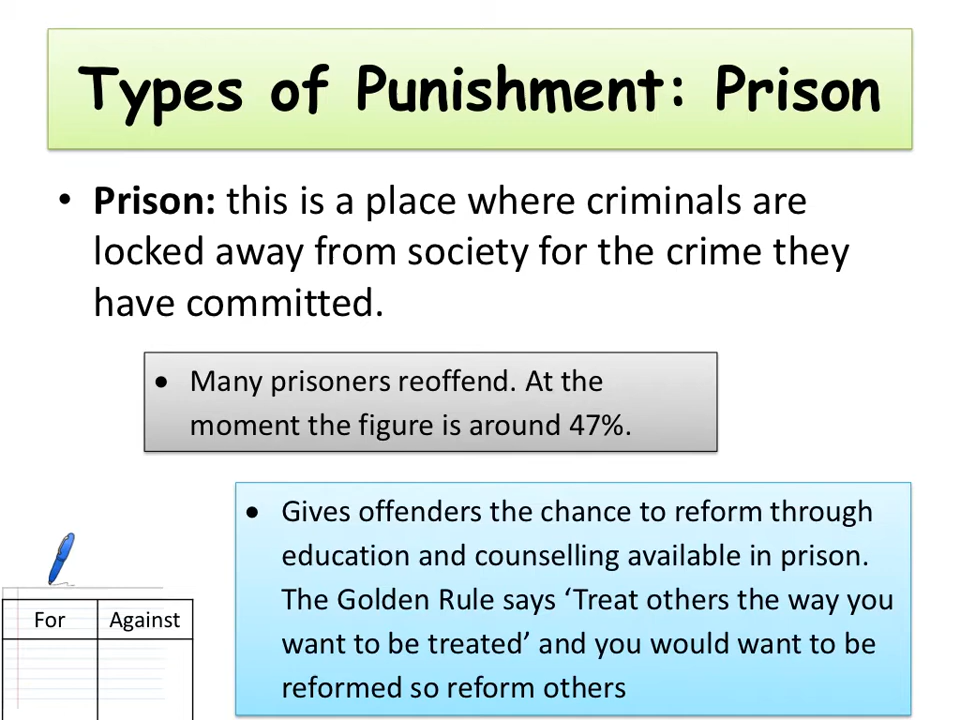 Types of Punishment: Prison
• Prison: this is a place where criminals are
locked away from society for the crime they
have committed.
• Many prisoners reoffend. At the
moment the figure is around 47%.
• Gives offenders the chance to reform through
education and counselling available in prison.
The Golden Rule says ‘Treat others the way you
want to be treated’ and you would want to be
reformed so reform others
For Against